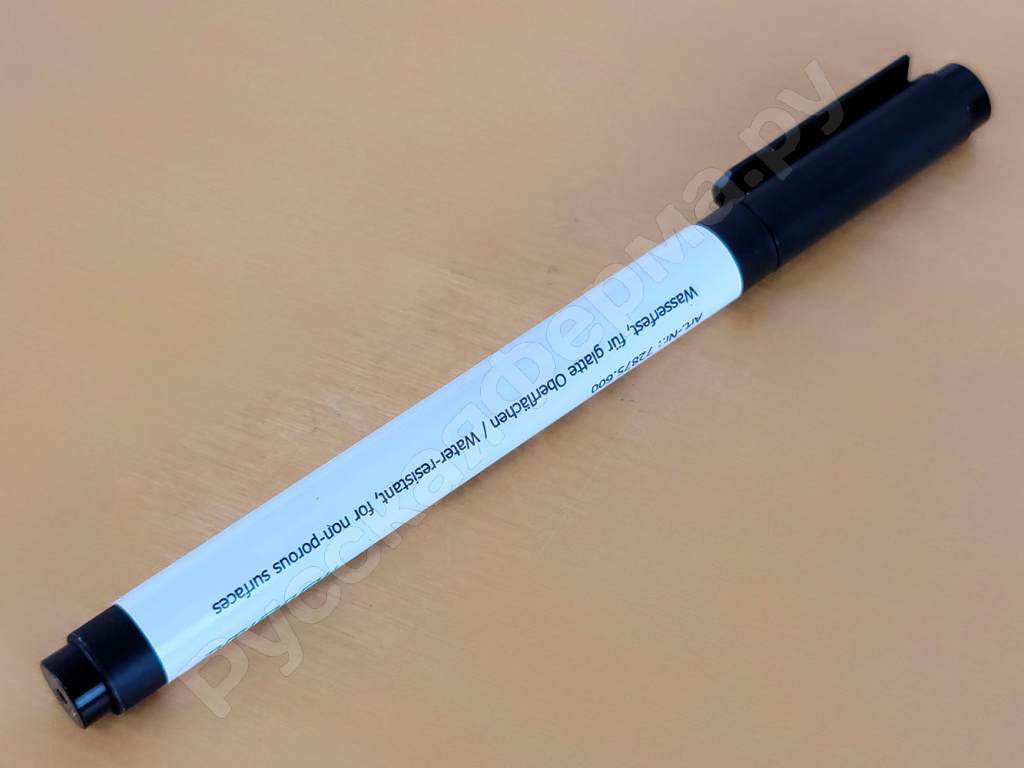 Wasserfest, für glatte Oberflächen / Water-resistant, for non-porous surfaces
Art.-Nr.: 72875.600
РусскаяФерма.ру